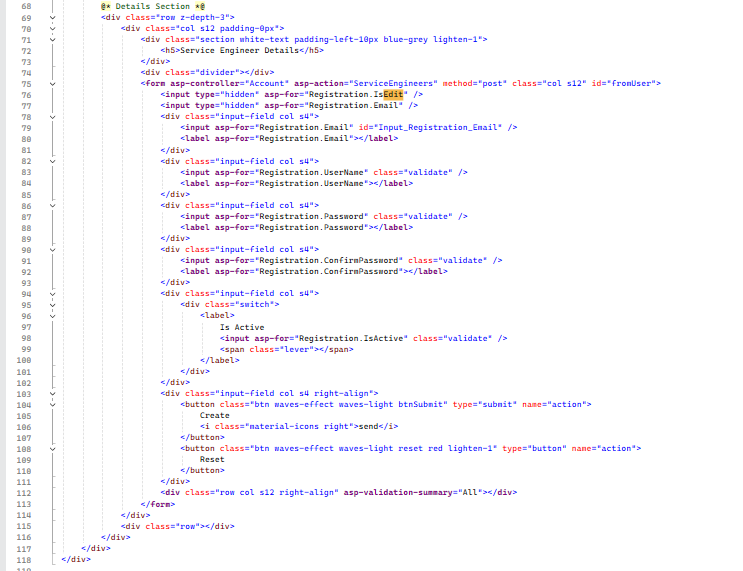 68 @* Details Section *@
69 <div class="row z-depth-3">
70 <div class="col s12 padding-0px">
71 <div class="section white-text padding-left-10px blue-grey lighten-1">
72 <h5>Service Engineer Details</h5>
73 </div>
74 <div class="divider"></div>
75 <form asp-controller="Account" asp-action="ServiceEngineers" method="post" class="col s12" id="fromUser">
76 <input type="hidden" asp-for="Registration.IsEdit" />
77 <input type="hidden" asp-for="Registration.Email" />
78 <div class="input-field col s4">
79 <input asp-for="Registration.Email" id="Input_Registration_Email" />
80 <label asp-for="Registration.Email"></label>
81 </div>
82 <div class="input-field col s4">
83 <input asp-for="Registration.UserName" class="validate" />
84 <label asp-for="Registration.UserName"></label>
85 </div>
86 <div class="input-field col s4">
87 <input asp-for="Registration.Password" class="validate" />
88 <label asp-for="Registration.Password"></label>
89 </div>
90 <div class="input-field col s4">
91 <input asp-for="Registration.ConfirmPassword" class="validate" />
92 <label asp-for="Registration.ConfirmPassword"></label>
93 </div>
94 <div class="input-field col s4">
95 <div class="switch">
96 <label>
97 Is Active
98 <input asp-for="Registration.IsActive" class="validate" />
99 <span class="lever"></span>
100 </label>
101 </div>
102 </div>
103 <div class="input-field col s4 right-align">
104 <button class="btn waves-effect waves-light btnSubmit" type="submit" name="action">
105 Create
106 <i class="material-icons right">send</i>
107 </button>
108 <button class="btn waves-effect waves-light reset red lighten-1" type="button" name="action">
109 Reset
110 </button>
111 </div>
112 <div class="row col s12 right-align" asp-validation-summary="All"></div>
113 </form>
114 </div>
115 <div class="row"></div>
116 </div>
117 </div>
118 </div>